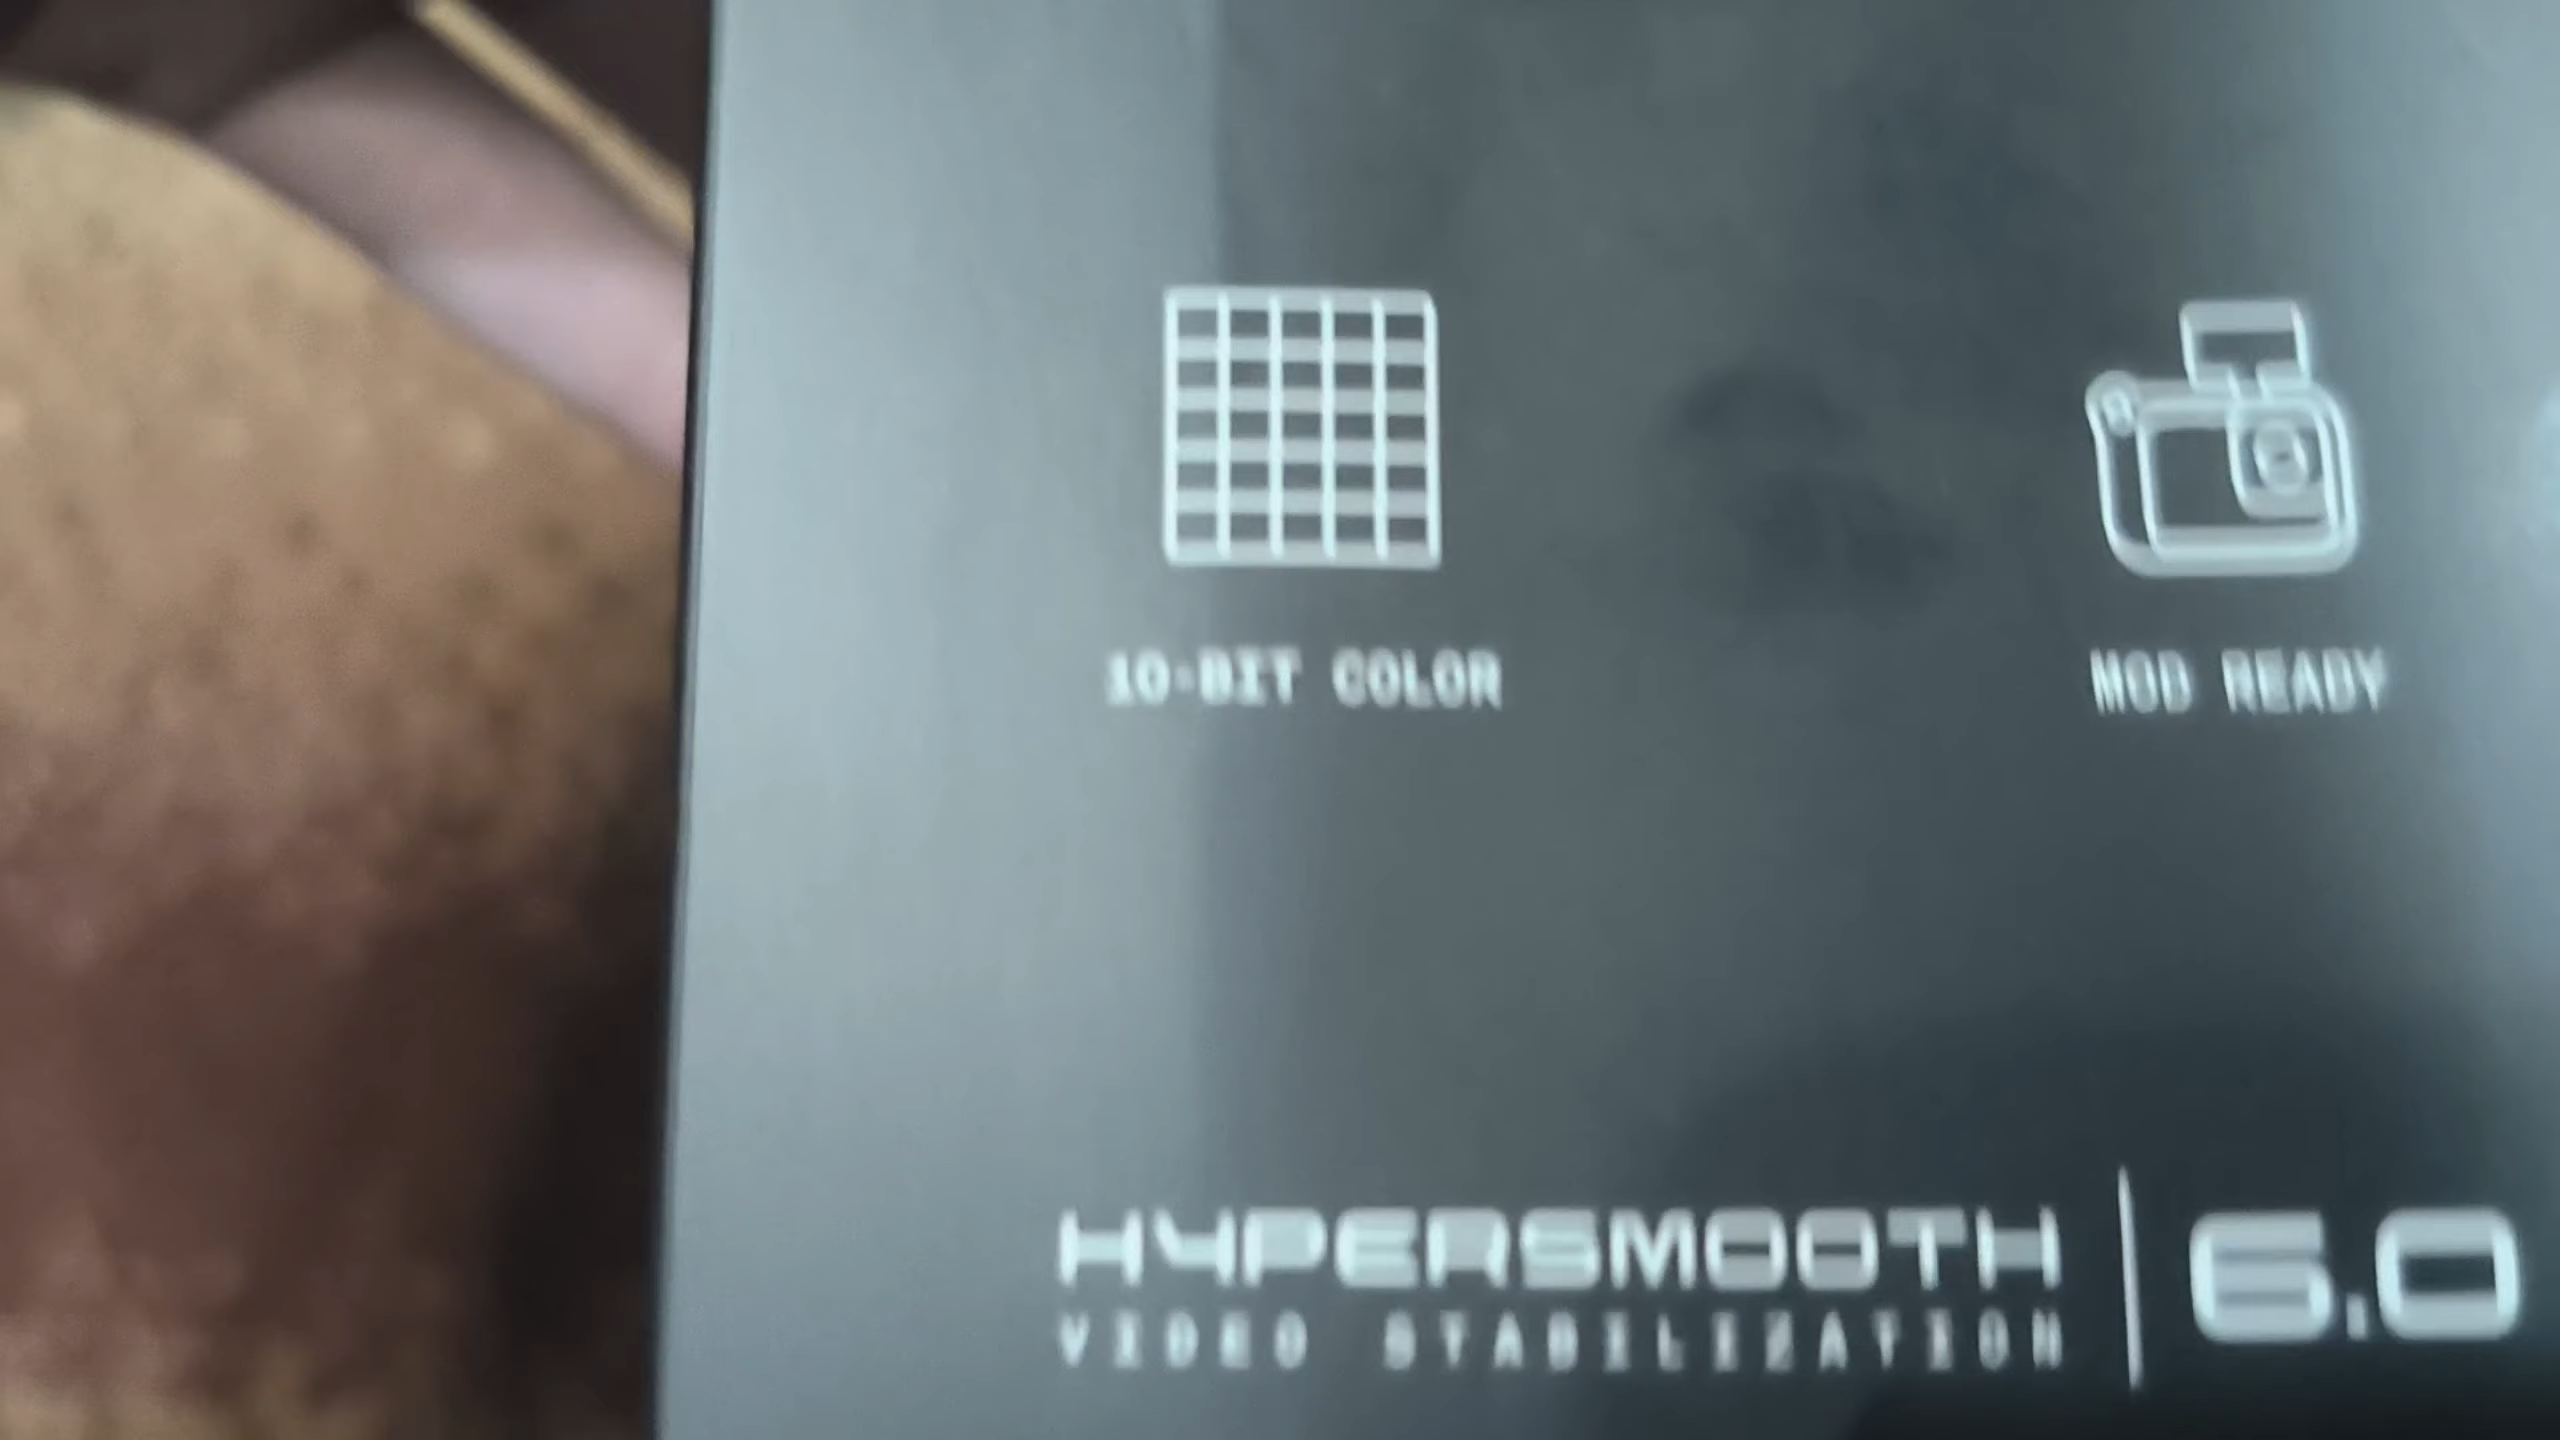 10-BIT COLOR
MOD READY
HYPERSMOOTH
VIDEO STABILIZATION
6.0